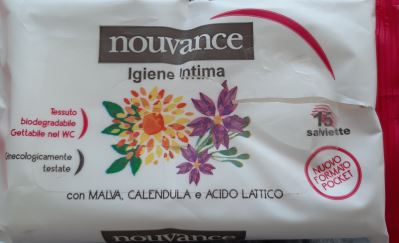 nouvance
Igiene Intima
Tessuto
biodegradabile
Gettabile nel WC
15
salviette
Ginecologicamente
testate
NUOVO
FORMATO
POCKET
con MALVA, CALENDULA e ACIDO LATTICO
nouvance